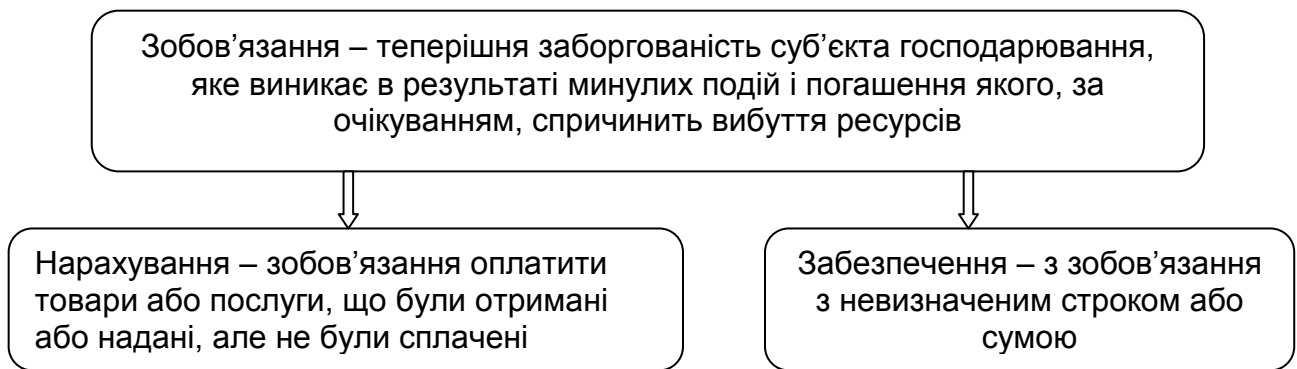 Зобов’язання – теперішня заборгованість суб’єкта господарювання,
яке виникає в результаті минулих подій і погашення якого, за
очікуванням, спричинить вибуття ресурсів
Нарахування – зобов’язання оплатити
товари або послуги, що були отримані
або надані, але не були сплачені
Забезпечення – з зобов’язання
з невизначеним строком або
сумою